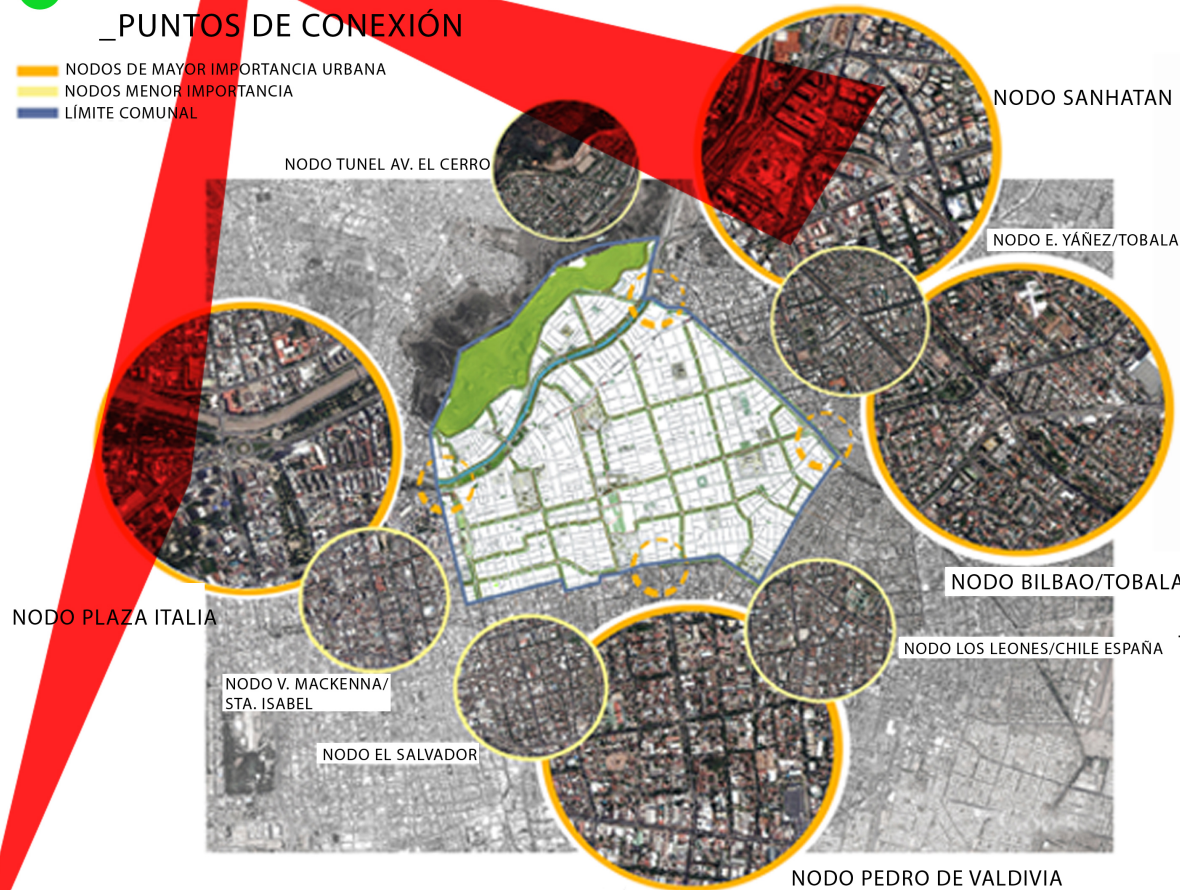 _PUNTOS DE CONEXIÓN
NODOS DE MAYOR IMPORTANCIA URBANA
NODOS MENOR IMPORTANCIA
LÍMITE COMUNAL
NODO SANHATAN
NODO TUNEL AV. EL CERRO
NODO E. YÁÑEZ/TOBALA
NODO BILBAO/TOBALA
NODO PLAZA ITALIA
NODO LOS LEONES/CHILE ESPAÑA
NODO V. MACKENNA/
STA. ISABEL
NODO EL SALVADOR
NODO PEDRO DE VALDIVIA